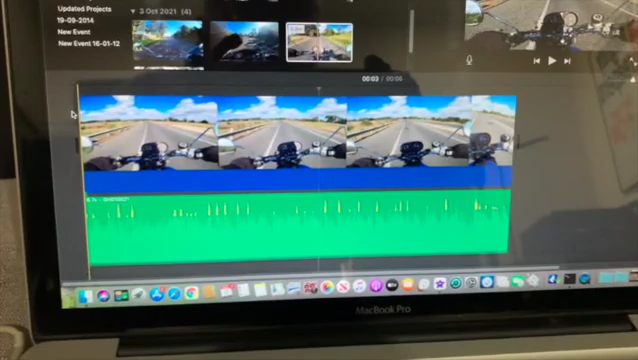 Updated Projects
19-09-2014
New Event
New Event 16-01-12
3 Oct 2021 (4)
00:03 / 00:06
MacBook Pro